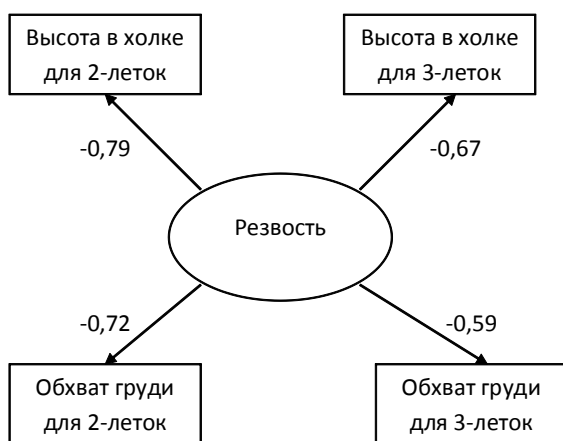 Высота в холке
для 2-леток
Высота в холке
для 3-леток
-0,79
-0,67
Резвость
-0,72
-0,59
Обхват груди
для 2-леток
Обхват груди
для 3-леток